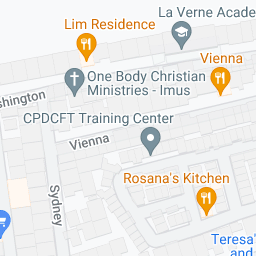 La Verne Acade
Lim Residence
Vienna
One Body Christian
Ministries - Imus
shington
CPDCFT Training Center
Vienna
Rosana's Kitchen
Sydney
Teresa'
and